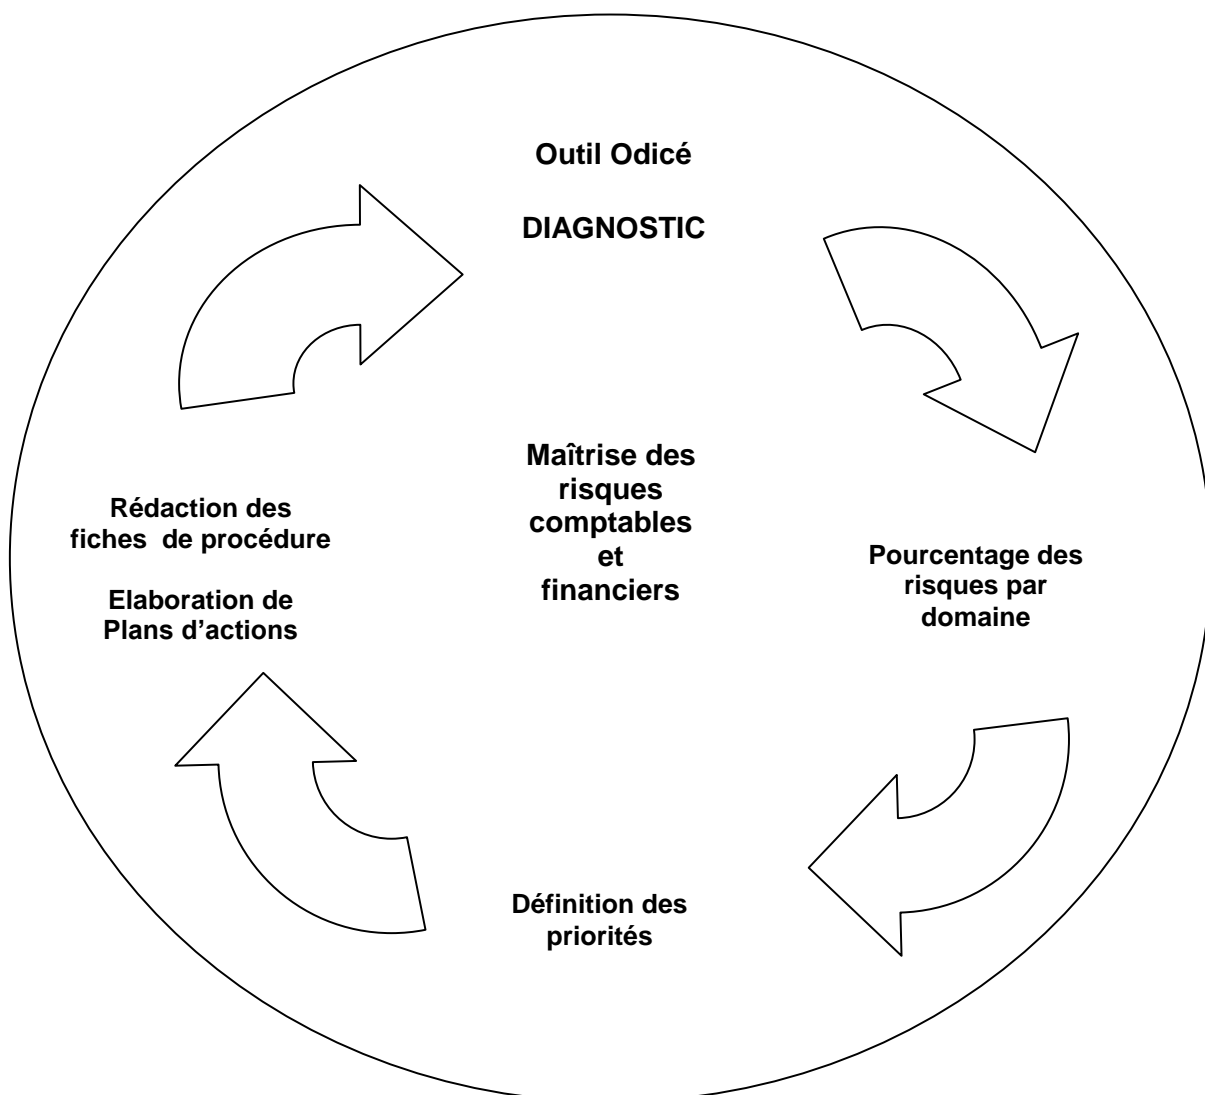 Outil Odicé
DIAGNOSTIC
Maîtrise des
risques
comptables
et
financiers
Rédaction des
fiches de procédure
Elaboration de
Plans d'actions
Pourcentage des
risques par
domaine
Définition des
priorités